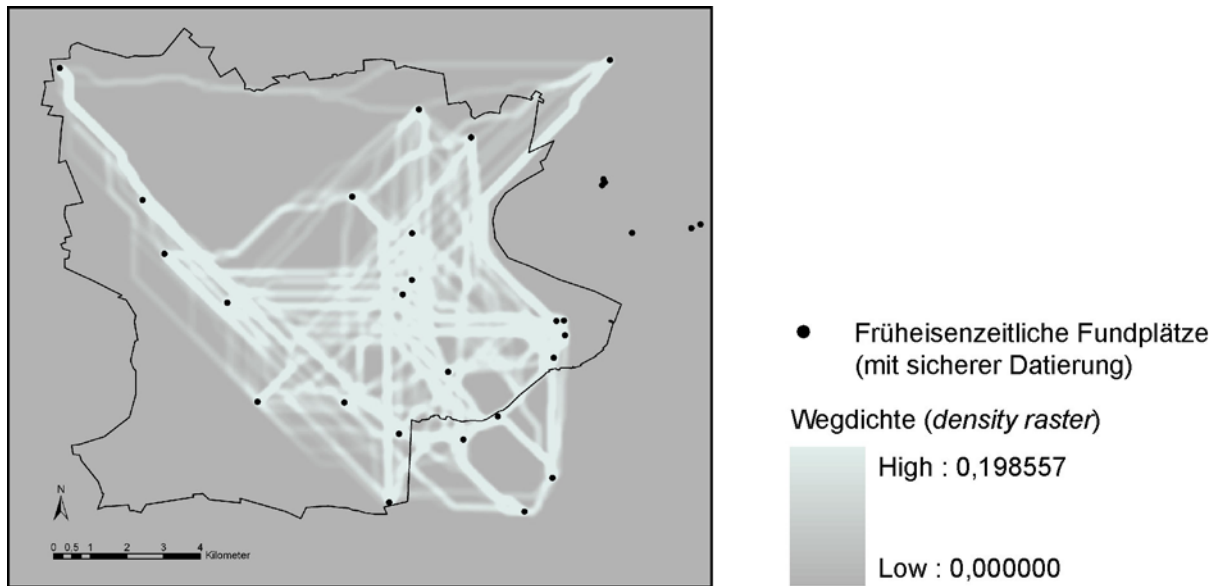 N
0 0,5 1 2 3 4
Kilometer
Früheisenzeitliche Fundplätze
(mit sicherer Datierung)
Wegdichte (density raster)
High : 0,198557
Low : 0,000000